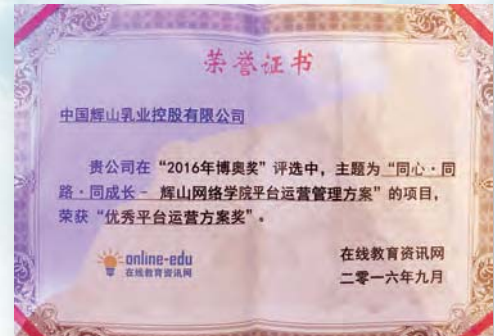 荣誉证书
中国辉山乳业控股有限公司
贵公司在“2016年博奥奖”评选中，主题为“同心·同
路·同成长- 辉山网络学院平台运营管理方案”的项目，
荣获“优秀平台运营方案奖”。
online-edu
在线教育资讯网
在线教育资讯网
二零一六年九月